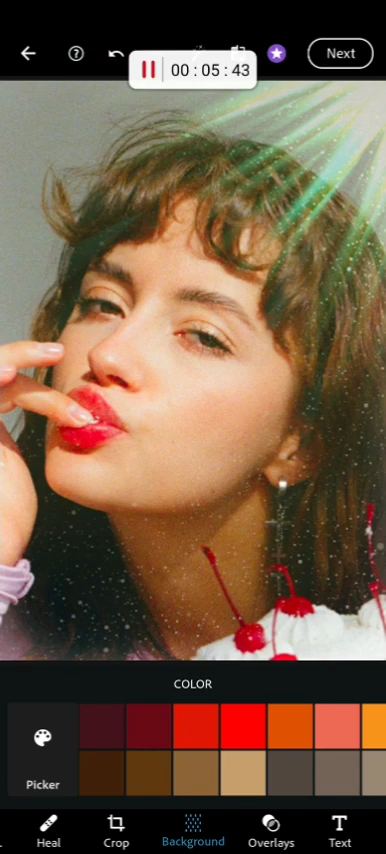 Next
00 : 05 : 43
COLOR
Picker
Heal
Crop
Background
Overlays
Text